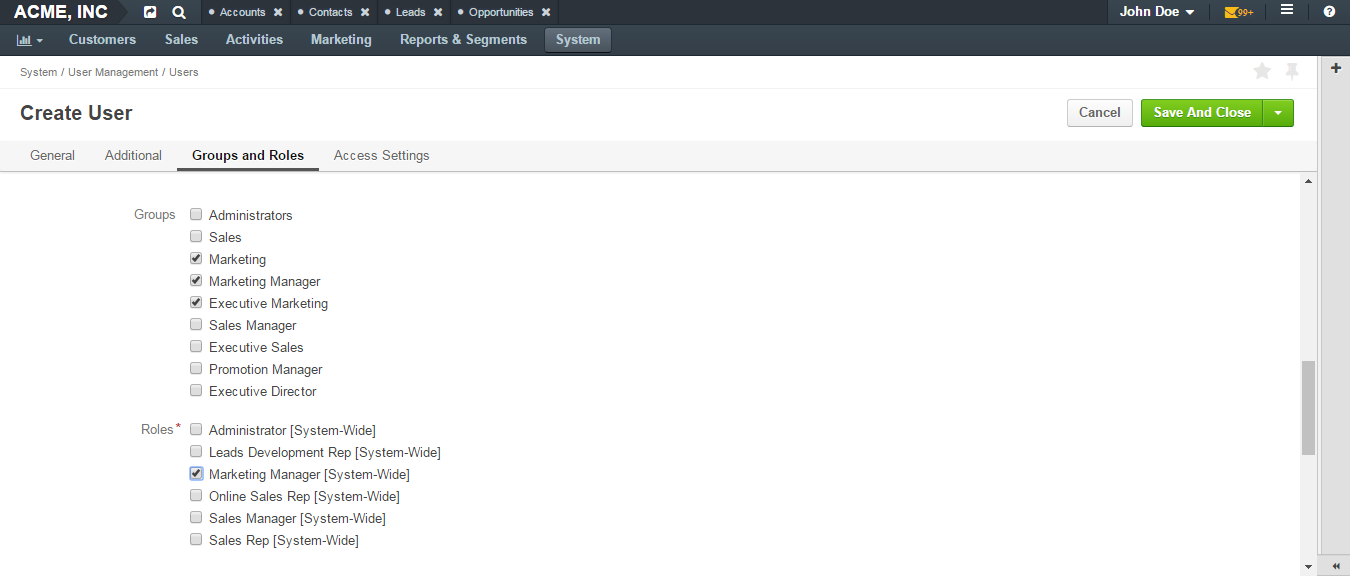 ACME, INC Accounts Contacts Leads Opportunities John Doe 99+
Customers Sales Activities Marketing Reports & Segments System
System / User Management / Users
Create User Cancel Save And Close
General Additional Groups and Roles Access Settings
Groups Administrators
Sales
Marketing
Marketing Manager
Executive Marketing
Sales Manager
Executive Sales
Promotion Manager
Executive Director
Roles* Administrator [System-Wide]
Leads Development Rep [System-Wide]
Marketing Manager [System-Wide]
Online Sales Rep [System-Wide]
Sales Manager [System-Wide]
Sales Rep [System-Wide]